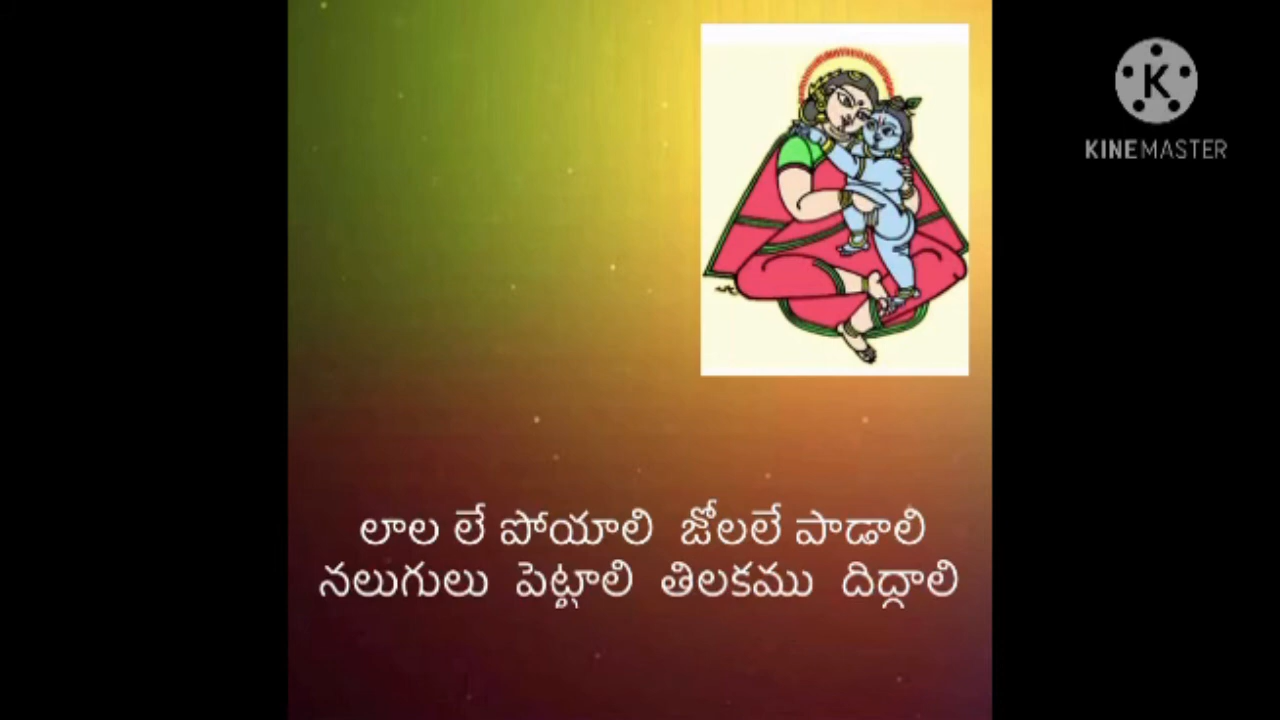 KINEMASTER
లాల లే పోయాలి జోలలే పాడాలి
నలుగులు పెట్టాలి తిలకము దిద్దాలి